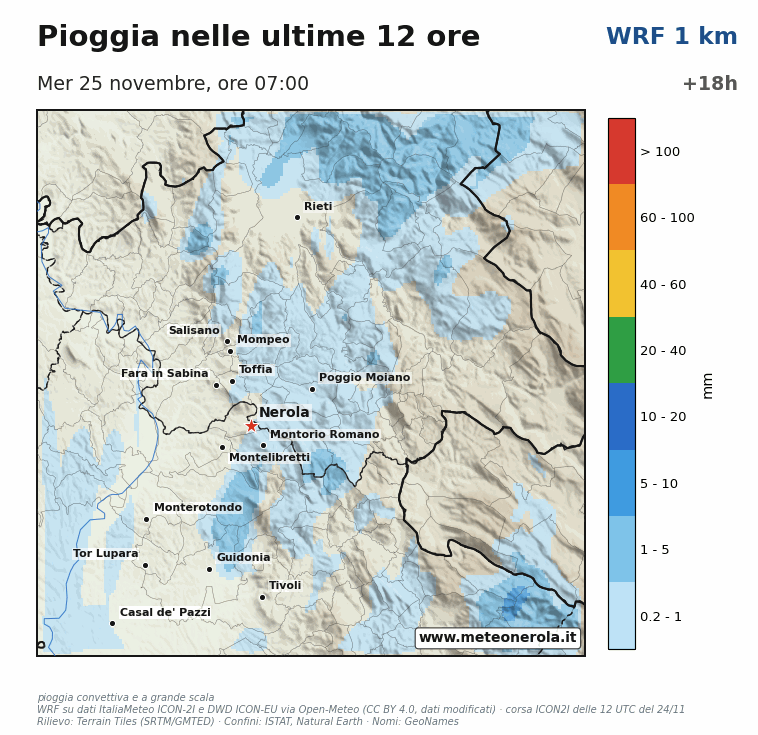 Pioggia nelle ultime 12 ore
WRF 1 km
Mer 25 novembre, ore 07:00
+18h
Rieti
Salisano
Mompeo
Toffia
Fara in Sabina
Poggio Moiano
Nerola
Montorio Romano
Montelibretti
Monterotondo
Tor Lupara
Guidonia
Tivoli
Casal de' Pazzi
www.meteonerola.it
> 100
60 - 100
40 - 60
20 - 40
10 - 20
5 - 10
1 - 5
0.2 - 1
mm
pioggia convettiva e a grande scala
WRF su dati ItaliaMeteo ICON-2I e DWD ICON-EU via Open-Meteo (CC BY 4.0, dati modificati) · corsa ICON2I delle 12 UTC del 24/11
Rilievo: Terrain Tiles (SRTM/GMTED) · Confini: ISTAT, Natural Earth · Nomi: GeoNames